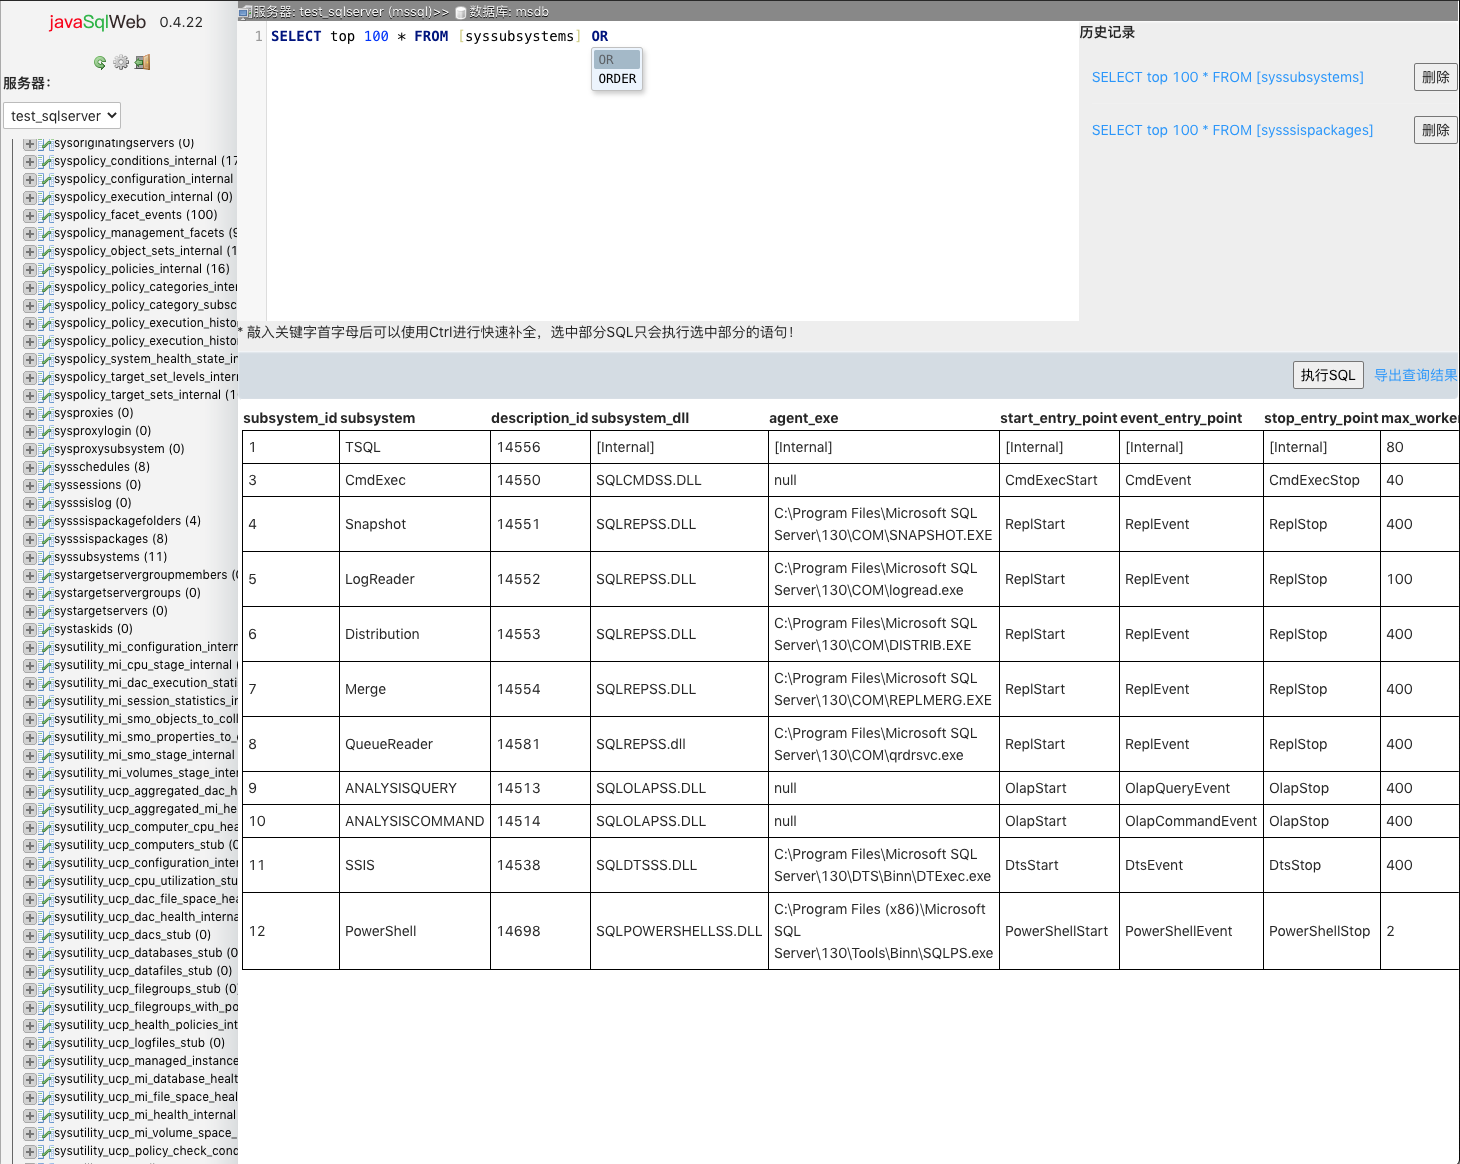 javaSqlWeb 0.4.22
服务器：
test_sqlserver
sysoriginatingservers (0)
syspolicy_conditions_internal (17
syspolicy_configuration_internal
syspolicy_execution_internal (0)
syspolicy_facet_events (100)
syspolicy_management_facets (9
syspolicy_object_sets_internal (1
syspolicy_policies_internal (16)
syspolicy_policy_categories_inter
syspolicy_policy_category_subsc
syspolicy_policy_execution_histo
syspolicy_policy_execution_histo
syspolicy_system_health_state_in
syspolicy_target_set_levels_intern
syspolicy_target_sets_internal (1
sysproxies (0)
sysproxylogin (0)
sysproxysubsystem (0)
sysschedules (8)
syssessions (0)
sysssislog (0)
sysssispackagefolders (4)
sysssispackages (8)
syssubsystems (11)
systargetservergroupmembers (0
systargetservergroups (0)
systargetservers (0)
systaskids (0)
sysutility_mi_configuration_intern
sysutility_mi_cpu_stage_internal (
sysutility_mi_dac_execution_stati
sysutility_mi_session_statistics_in
sysutility_mi_smo_objects_to_coll
sysutility_mi_smo_properties_to_
sysutility_mi_smo_stage_internal
sysutility_mi_volumes_stage_inter
sysutility_ucp_aggregated_dac_h
sysutility_ucp_aggregated_mi_he
sysutility_ucp_computer_cpu_hea
sysutility_ucp_computers_stub (0
sysutility_ucp_configuration_inter
sysutility_ucp_cpu_utilization_stu
sysutility_ucp_dac_file_space_hea
sysutility_ucp_dac_health_interna
sysutility_ucp_dacs_stub (0)
sysutility_ucp_databases_stub (0
sysutility_ucp_datafiles_stub (0)
sysutility_ucp_filegroups_stub (0)
sysutility_ucp_filegroups_with_po
sysutility_ucp_health_policies_int
sysutility_ucp_logfiles_stub (0)
sysutility_ucp_managed_instance
sysutility_ucp_mi_database_healt
sysutility_ucp_mi_file_space_heal
sysutility_ucp_mi_health_internal
sysutility_ucp_mi_volume_space_
sysutility_ucp_policy_check_cond
服务器: test_sqlserver (mssql)>> 数据库: msdb
1 SELECT top 100 * FROM [syssubsystems] OR
OR
ORDER
历史记录
SELECT top 100 * FROM [syssubsystems] 删除
SELECT top 100 * FROM [sysssispackages] 删除
* 敲入关键字首字母后可以使用Ctrl进行快速补全，选中部分SQL只会执行选中部分的语句！
执行SQL 导出查询结果
subsystem_id subsystem description_id subsystem_dll agent_exe start_entry_point event_entry_point stop_entry_point max_worker
1 TSQL 14556 [Internal] [Internal] [Internal] [Internal] [Internal] 80
3 CmdExec 14550 SQLCMDSS.DLL null CmdExecStart CmdEvent CmdExecStop 40
4 Snapshot 14551 SQLREPSS.DLL C:\Program Files\Microsoft SQL
Server\130\COM\SNAPSHOT.EXE ReplStart ReplEvent ReplStop 400
5 LogReader 14552 SQLREPSS.DLL C:\Program Files\Microsoft SQL
Server\130\COM\logread.exe ReplStart ReplEvent ReplStop 100
6 Distribution 14553 SQLREPSS.DLL C:\Program Files\Microsoft SQL
Server\130\COM\DISTRIB.EXE ReplStart ReplEvent ReplStop 400
7 Merge 14554 SQLREPSS.DLL C:\Program Files\Microsoft SQL
Server\130\COM\REPLMERG.EXE ReplStart ReplEvent ReplStop 400
8 QueueReader 14581 SQLREPSS.dll C:\Program Files\Microsoft SQL
Server\130\COM\qrdrsvc.exe ReplStart ReplEvent ReplStop 400
9 ANALYSISQUERY 14513 SQLOLAPSS.DLL null OlapStart OlapQueryEvent OlapStop 400
10 ANALYSISCOMMAND 14514 SQLOLAPSS.DLL null OlapStart OlapCommandEvent OlapStop 400
11 SSIS 14538 SQLDTSSS.DLL C:\Program Files\Microsoft SQL
Server\130\DTS\Binn\DTExec.exe DtsStart DtsEvent DtsStop 400
12 PowerShell 14698 SQLPOWERSHELLSS.DLL C:\Program Files (x86)\Microsoft
SQL
Server\130\Tools\Binn\SQLPS.exe PowerShellStart PowerShellEvent PowerShellStop 2